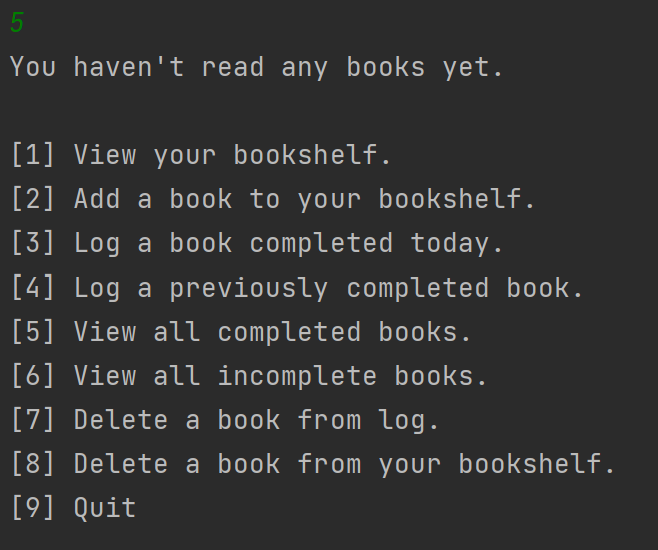 5
You haven't read any books yet.
[1] View your bookshelf.
[2] Add a book to your bookshelf.
[3] Log a book completed today.
[4] Log a previously completed book.
[5] View all completed books.
[6] View all incomplete books.
[7] Delete a book from log.
[8] Delete a book from your bookshelf.
[9] Quit